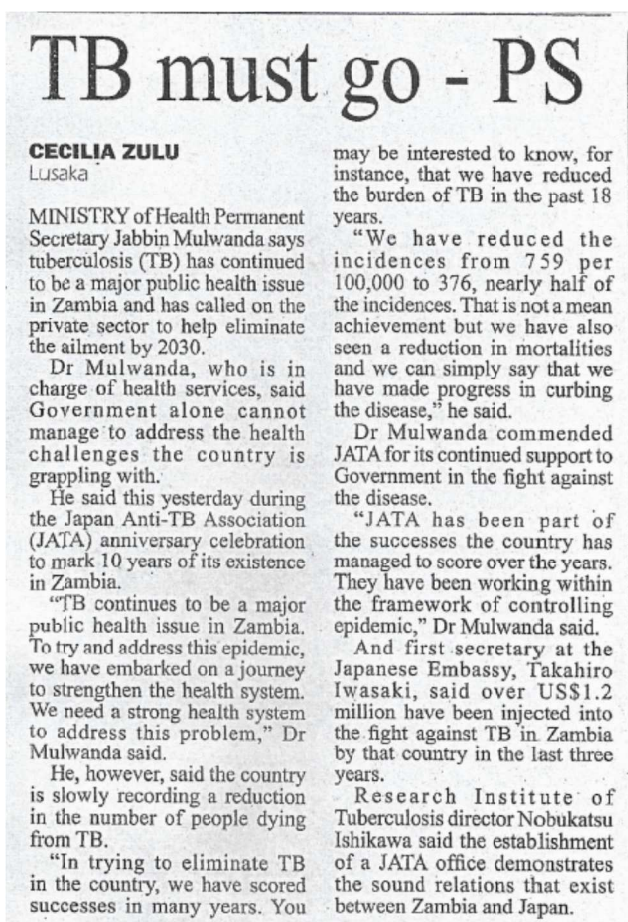 TB must go - PS
CECILIA ZULU
Lusaka
MINISTRY of Health Permanent
Secretary Jabbin Mulwanda says
tuberculosis (TB) has continued
to be a major public health issue
in Zambia and has called on the
private sector to help eliminate
the ailment by 2030.
Dr Mulwanda, who is in
charge of health services, said
Government alone cannot
manage to address the health
challenges the country is
grappling with.
He said this yesterday during
the Japan Anti-TB Association
(JATA) anniversary celebration
to mark 10 years of its existence
in Zambia.
“TB continues to be a major
public health issue in Zambia.
To try and address this epidemic,
we have embarked on a journey
to strengthen the health system.
We need a strong health system
to address this problem,” Dr
Mulwanda said.
He, however, said the country
is slowly recording a reduction
in the number of people dying
from TB.
“In trying to eliminate TB
in the country, we have scored
successes in many years. You
may be interested to know, for
instance, that we have reduced
the burden of TB in the past 18
years.
“We have reduced the
incidences from 759 per
100,000 to 376, nearly half of
the incidences. That is not a mean
achievement but we have also
seen a reduction in mortalities
and we can simply say that we
have made progress in curbing
the disease,” he said.
Dr Mulwanda commended
JATA for its continued support to
Government in the fight against
the disease.
“JATA has been part of
the successes the country has
managed to score over the years.
They have been working within
the framework of controlling
epidemic,” Dr Mulwanda said.
And first secretary at the
Japanese Embassy, Takahiro
Iwasaki, said over US$1.2
million have been injected into
the fight against TB in Zambia
by that country in the last three
years.
Research Institute of
Tuberculosis director Nobukatsu
Ishikawa said the establishment
of a JATA office demonstrates
the sound relations that exist
between Zambia and Japan.